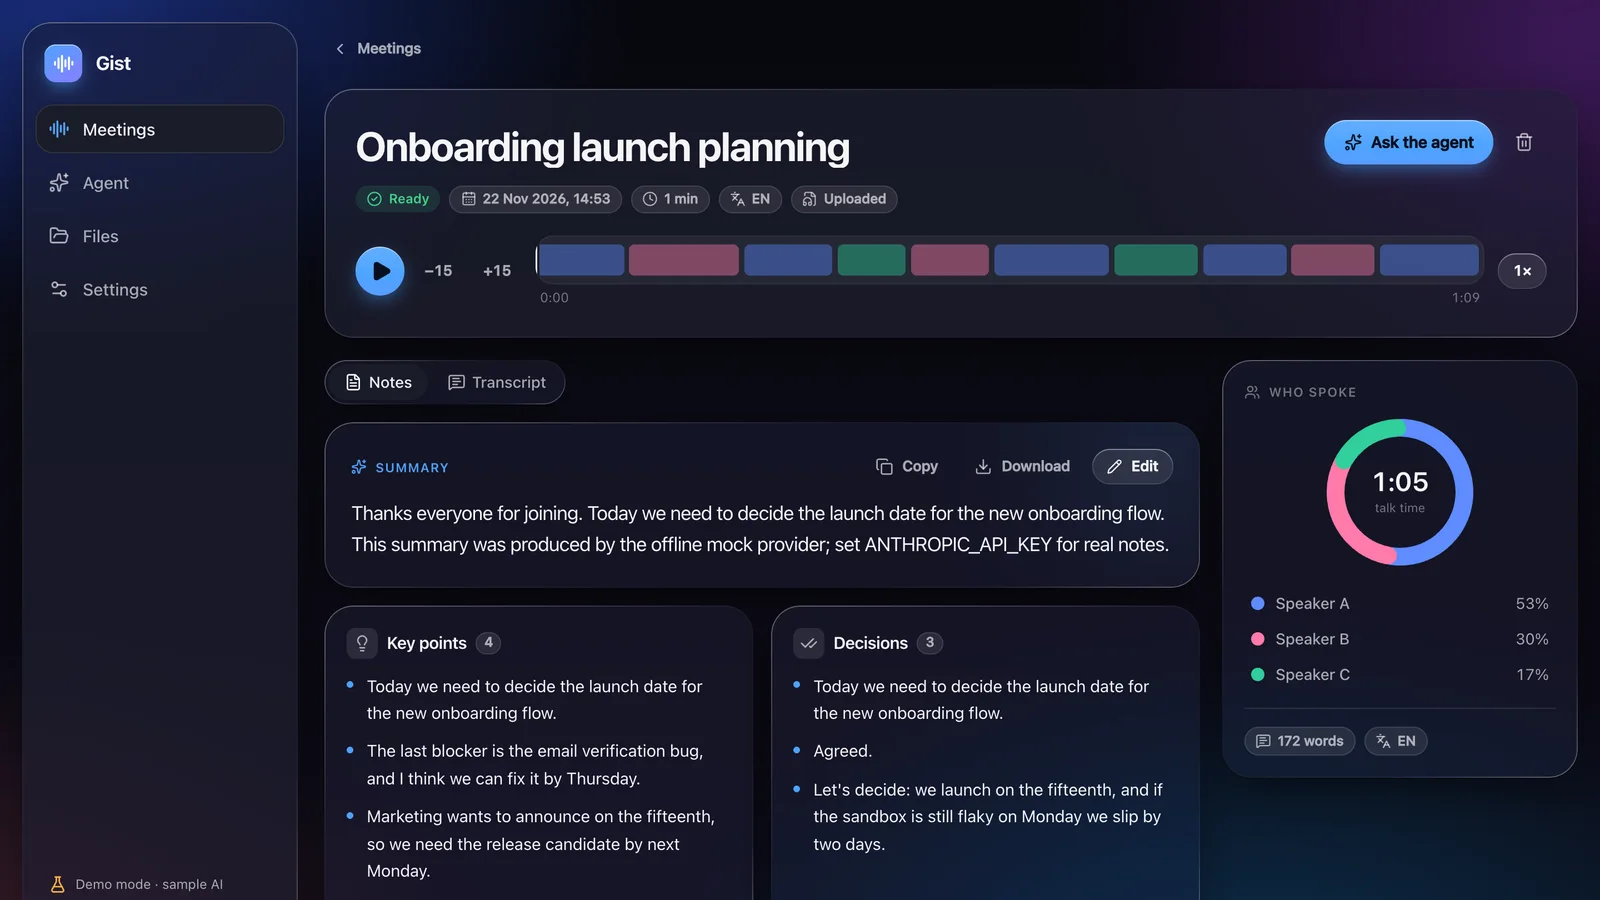 Gist
Meetings
Agent
Files
Settings
Demo mode · sample AI
Meetings
Onboarding launch planning
Ask the agent
Ready
22 Nov 2026, 14:53
1 min
EN
Uploaded
−15
+15
0:00
1:09
1×
Notes
Transcript
SUMMARY
Copy
Download
Edit
Thanks everyone for joining. Today we need to decide the launch date for the new onboarding flow.
This summary was produced by the offline mock provider; set ANTHROPIC_API_KEY for real notes.
Key points 4
Today we need to decide the launch date for
the new onboarding flow.
The last blocker is the email verification bug,
and I think we can fix it by Thursday.
Marketing wants to announce on the fifteenth,
so we need the release candidate by next
Monday.
Decisions 3
Today we need to decide the launch date for
the new onboarding flow.
Agreed.
Let's decide: we launch on the fifteenth, and if
the sandbox is still flaky on Monday we slip by
two days.
WHO SPOKE
1:05
talk time
Speaker A 53%
Speaker B 30%
Speaker C 17%
172 words
EN